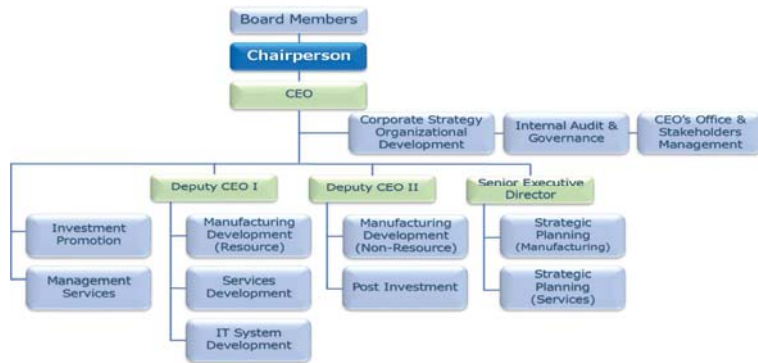 Board Members
Chairperson
CEO
Corporate Strategy
Organizational
Development
Internal Audit &
Governance
CEO's Office &
Stakeholders
Management
Deputy CEO I
Deputy CEO II
Senior Executive
Director
Investment
Promotion
Manufacturing
Development
(Resource)
Manufacturing
Development
(Non-Resource)
Strategic
Planning
(Manufacturing)
Management
Services
Services
Development
Post Investment
Strategic
Planning
(Services)
IT System
Development